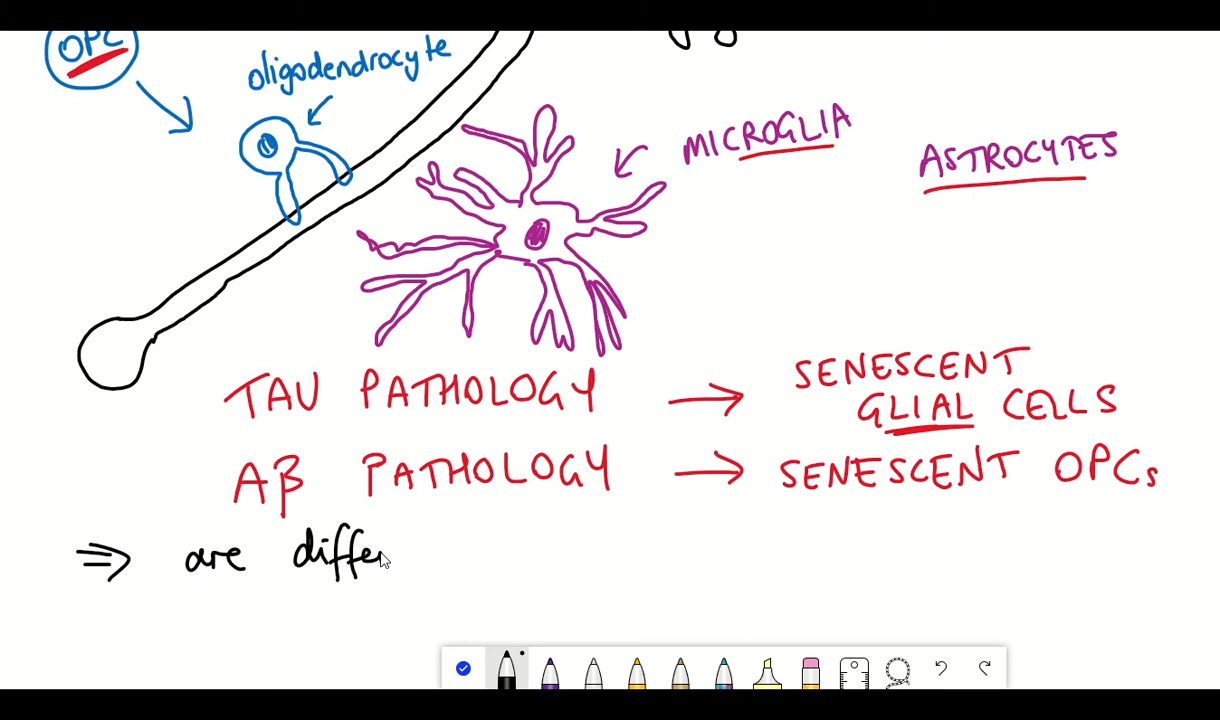 OPC
oligodendrocyte
MICROGLIA
ASTROCYTES
TAU PATHOLOGY → SENESCENT
GLIAL CELLS
Aβ PATHOLOGY → SENESCENT OPCs
⇒ are differ